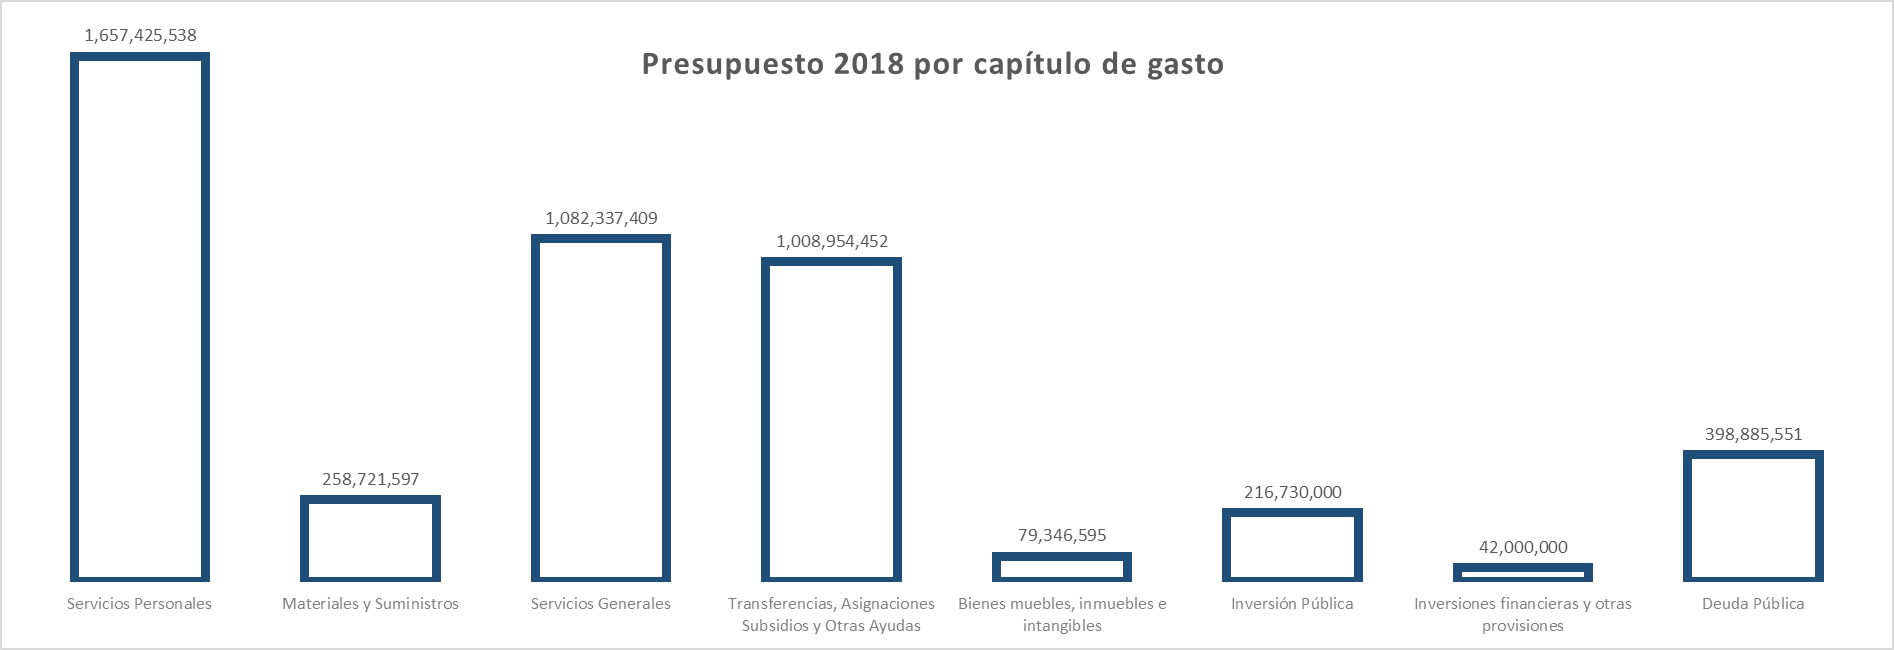 Presupuesto 2018 por capítulo de gasto
1,657,425,538
258,721,597
1,082,337,409
1,008,954,452
79,346,595
216,730,000
42,000,000
398,885,551
Servicios Personales
Materiales y Suministros
Servicios Generales
Transferencias, Asignaciones
Subsidios y Otras Ayudas
Bienes muebles, inmuebles e
intangibles
Inversión Pública
Inversiones financieras y otras
provisiones
Deuda Pública